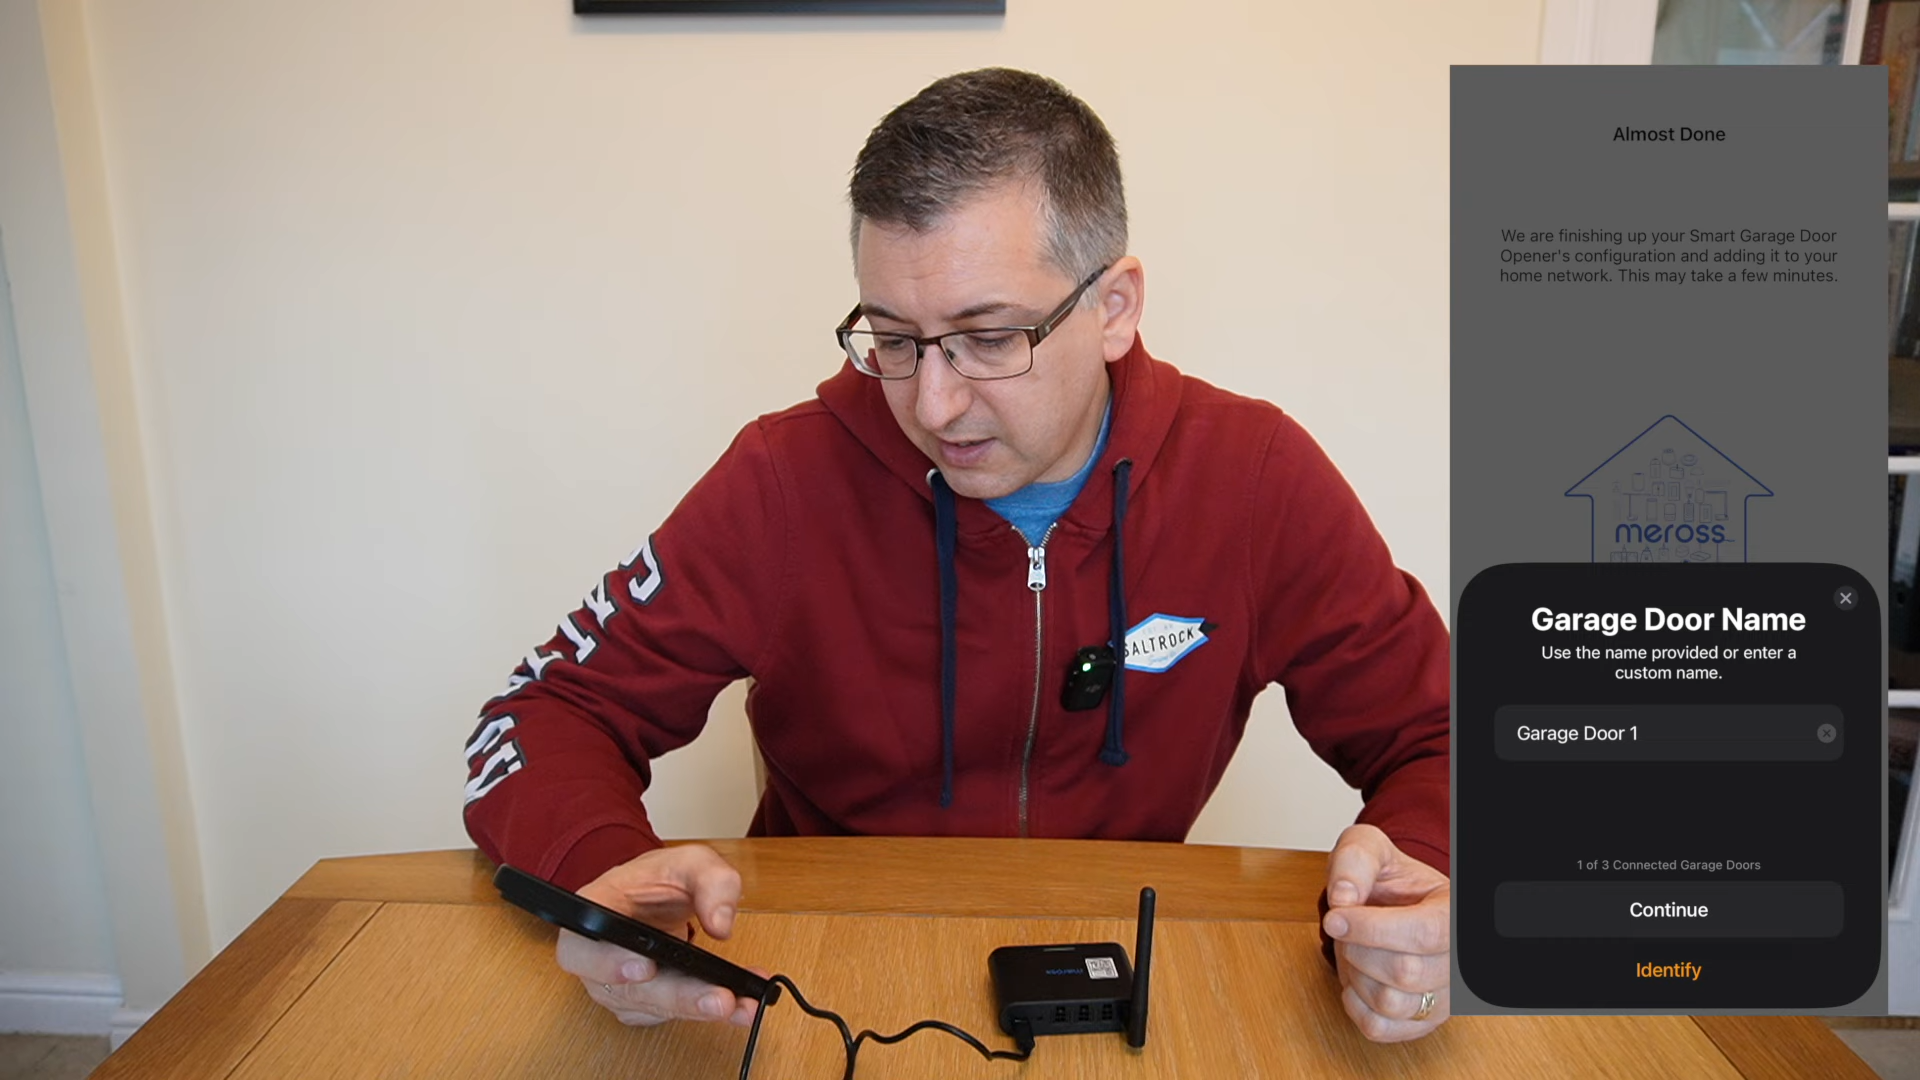 Almost Done
We are finishing up your Smart Garage Door
Opener's configuration and adding it to your
home network. This may take a few minutes.
meross
Garage Door Name
Use the name provided or enter a
custom name.
Garage Door 1
1 of 3 Connected Garage Doors
Continue
Identify
SALTROCK
meross